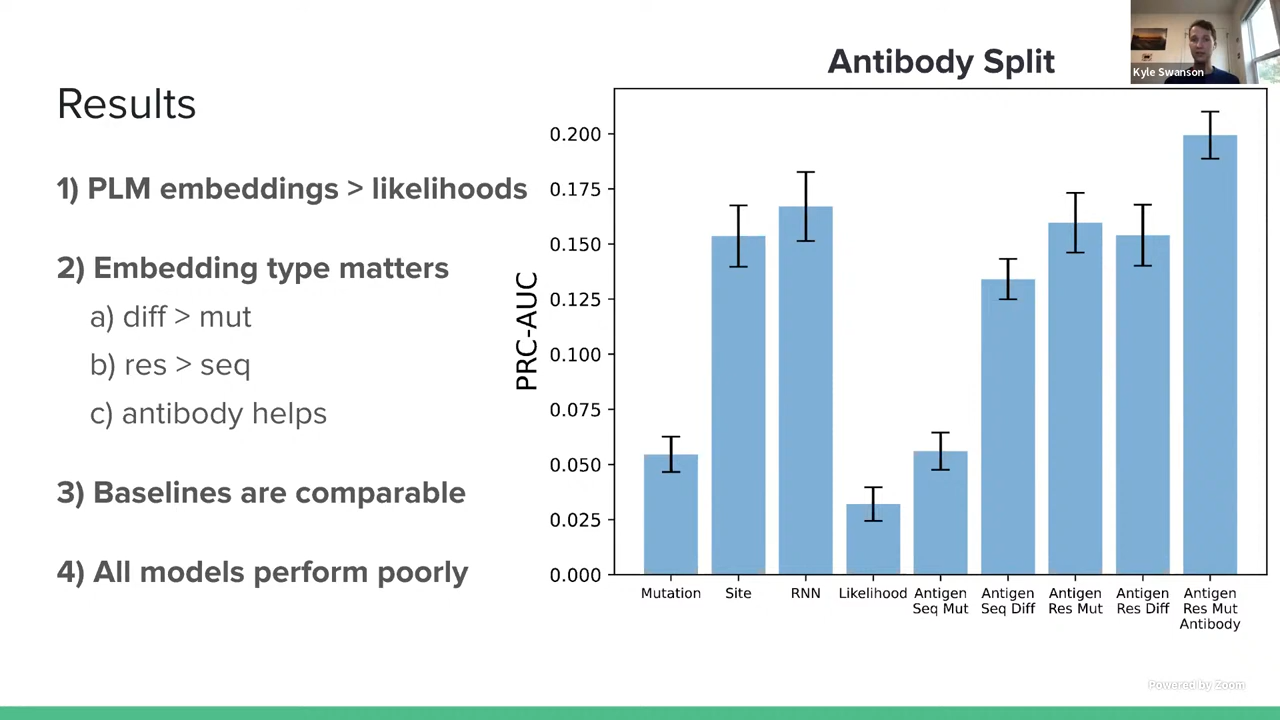 Results
1) PLM embeddings > likelihoods
2) Embedding type matters
a) diff > mut
b) res > seq
c) antibody helps
3) Baselines are comparable
4) All models perform poorly
Antibody Split
Kyle Swanson
PRC-AUC
0.200
0.175
0.150
0.125
0.100
0.075
0.050
0.025
0.000
Mutation
Site
RNN
Likelihood
Antigen
Seq Mut
Antigen
Seq Diff
Antigen
Res Mut
Antigen
Res Diff
Antigen
Res Mut
Antibody
Powered by Zoom